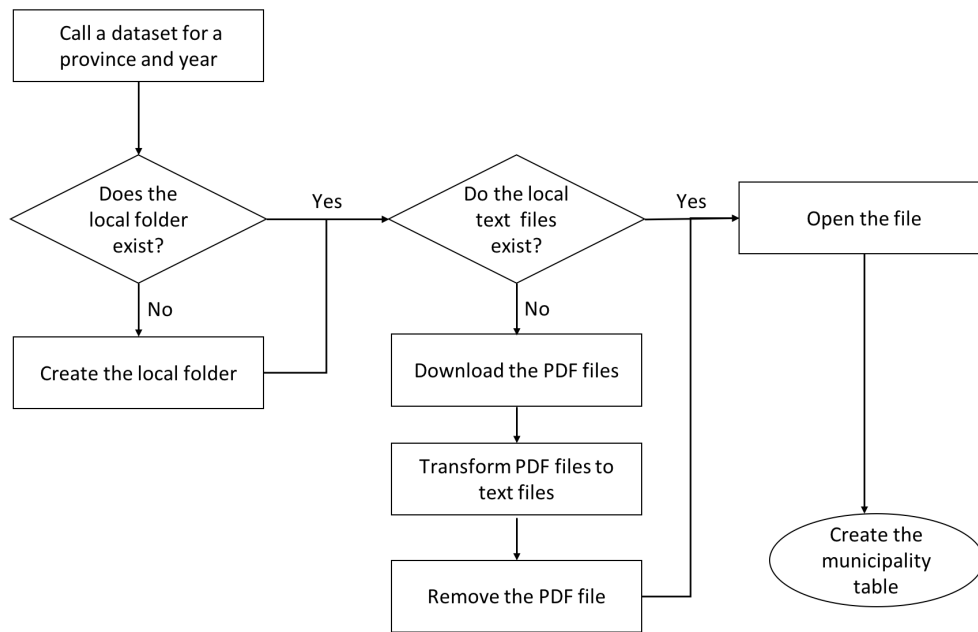 Call a dataset for a
province and year
Does the
local folder
exist?
Yes
No
Create the local folder
Do the local
text files
exist?
Yes
No
Download the PDF files
Transform PDF files to
text files
Remove the PDF file
Open the file
Create the
municipality
table